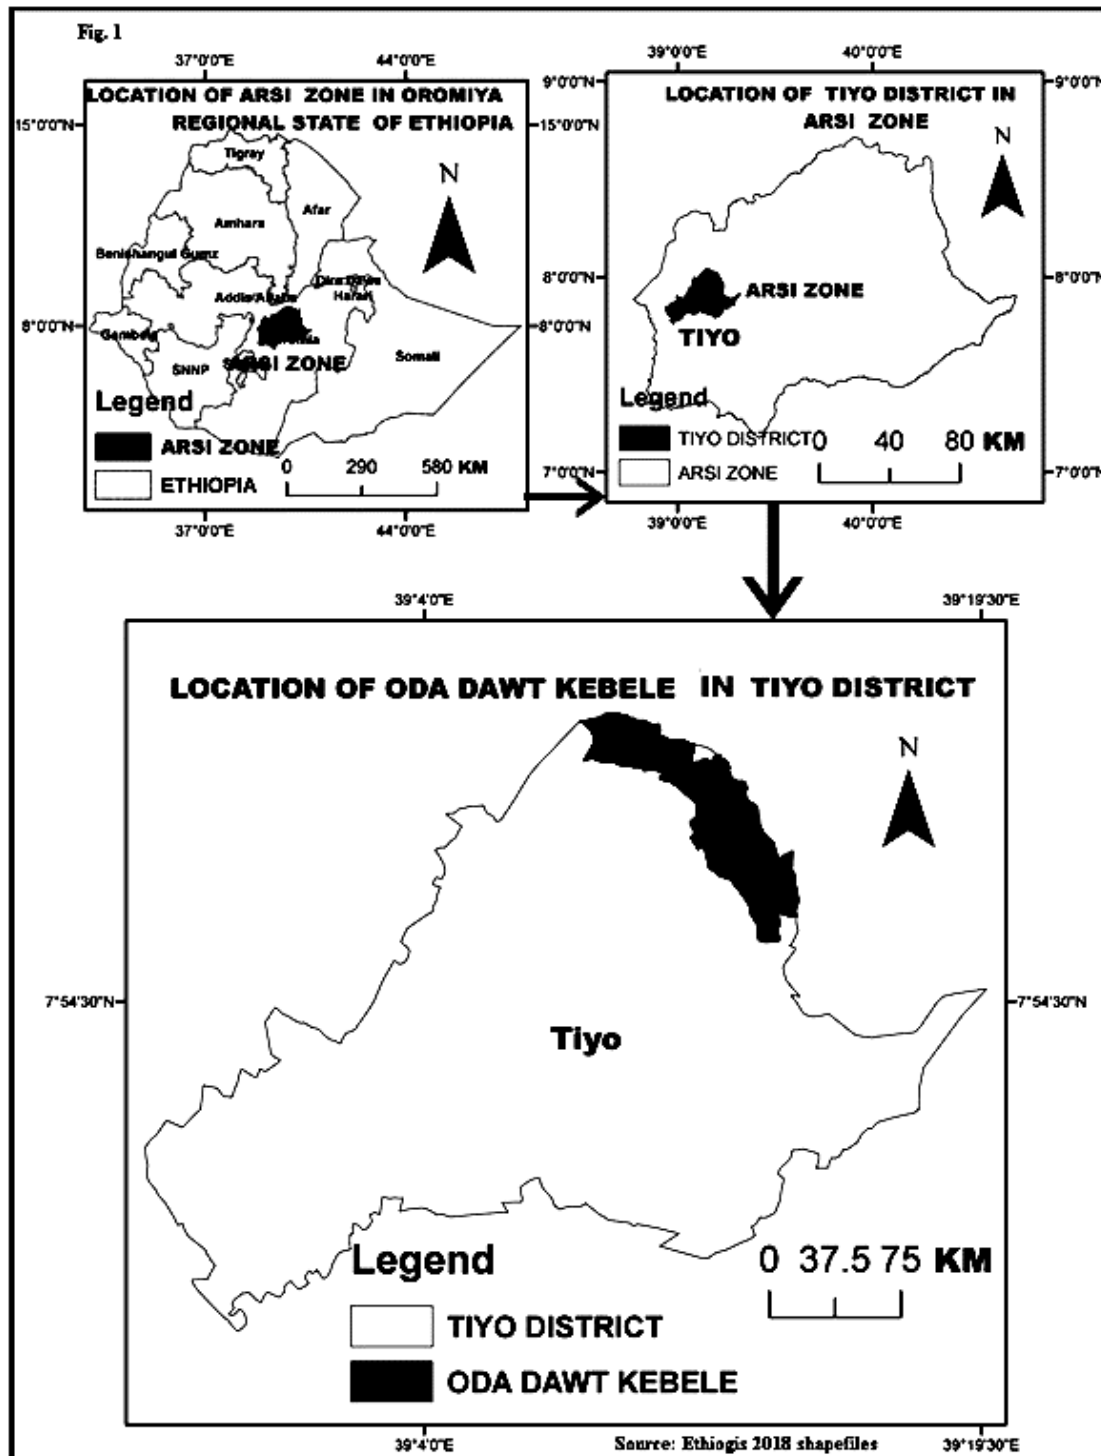 Fig. 1
37°0'0"E 44°0'0"E
LOCATION OF ARSI ZONE IN OROMIYA
REGIONAL STATE OF ETHIOPIA
15°0'0"N 15°0'0"N
N
Tigray
Afar
Amhara
Benishangul Gumz
Dire Dawa
Harari
Addis Ababa
8°0'0"N
Gambela
ARSI ZONE
Somali
SNNP
Legend
ARSI ZONE
ETHIOPIA
0 290 580 KM
37°0'0"E 44°0'0"E
39°0'0"E 40°0'0"E
9°0'0"N 9°0'0"N
LOCATION OF TIYO DISTRICT IN
ARSI ZONE
N
8°0'0"N 8°0'0"N
ARSI ZONE
TIYO
Legend
TIYO DISTRICT
ARSI ZONE
0 40 80 KM
7°0'0"N 7°0'0"N
39°0'0"E 40°0'0"E
39°4'0"E 39°19'30"E
LOCATION OF ODA DAWT KEBELE IN TIYO DISTRICT
N
7°54'30"N 7°54'30"N
Tiyo
Legend
0 37.5 75 KM
TIYO DISTRICT
ODA DAWT KEBELE
Source: Ethiogis 2018 shapefiles
39°4'0"E 39°19'30"E